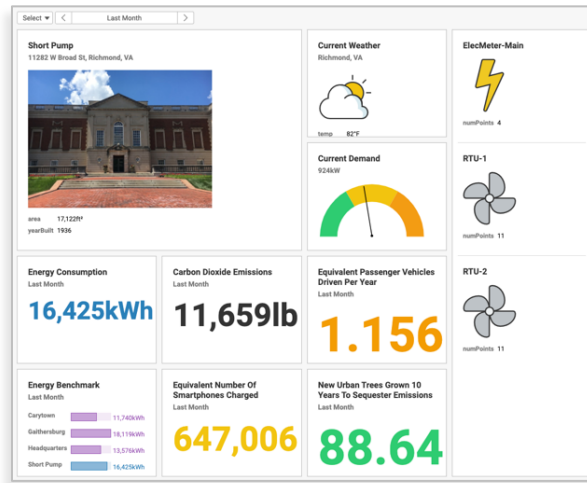 Select
Last Month
Short Pump
11282 W Broad St, Richmond, VA
area 17,122ft²
yearBuilt 1936
Current Weather
Richmond, VA
temp 82°F
Current Demand
924kW
ElecMeter-Main
numPoints 4
RTU-1
numPoints 11
RTU-2
numPoints 11
Energy Consumption
Last Month
16,425kWh
Carbon Dioxide Emissions
Last Month
11,659lb
Equivalent Passenger Vehicles
Driven Per Year
Last Month
1.156
Energy Benchmark
Last Month
Carytown 11,740kWh
Gaithersburg 18,119kWh
Headquarters 13,576kWh
Short Pump 16,425kWh
Equivalent Number Of
Smartphones Charged
Last Month
647,006
New Urban Trees Grown 10
Years To Sequester Emissions
Last Month
88.64